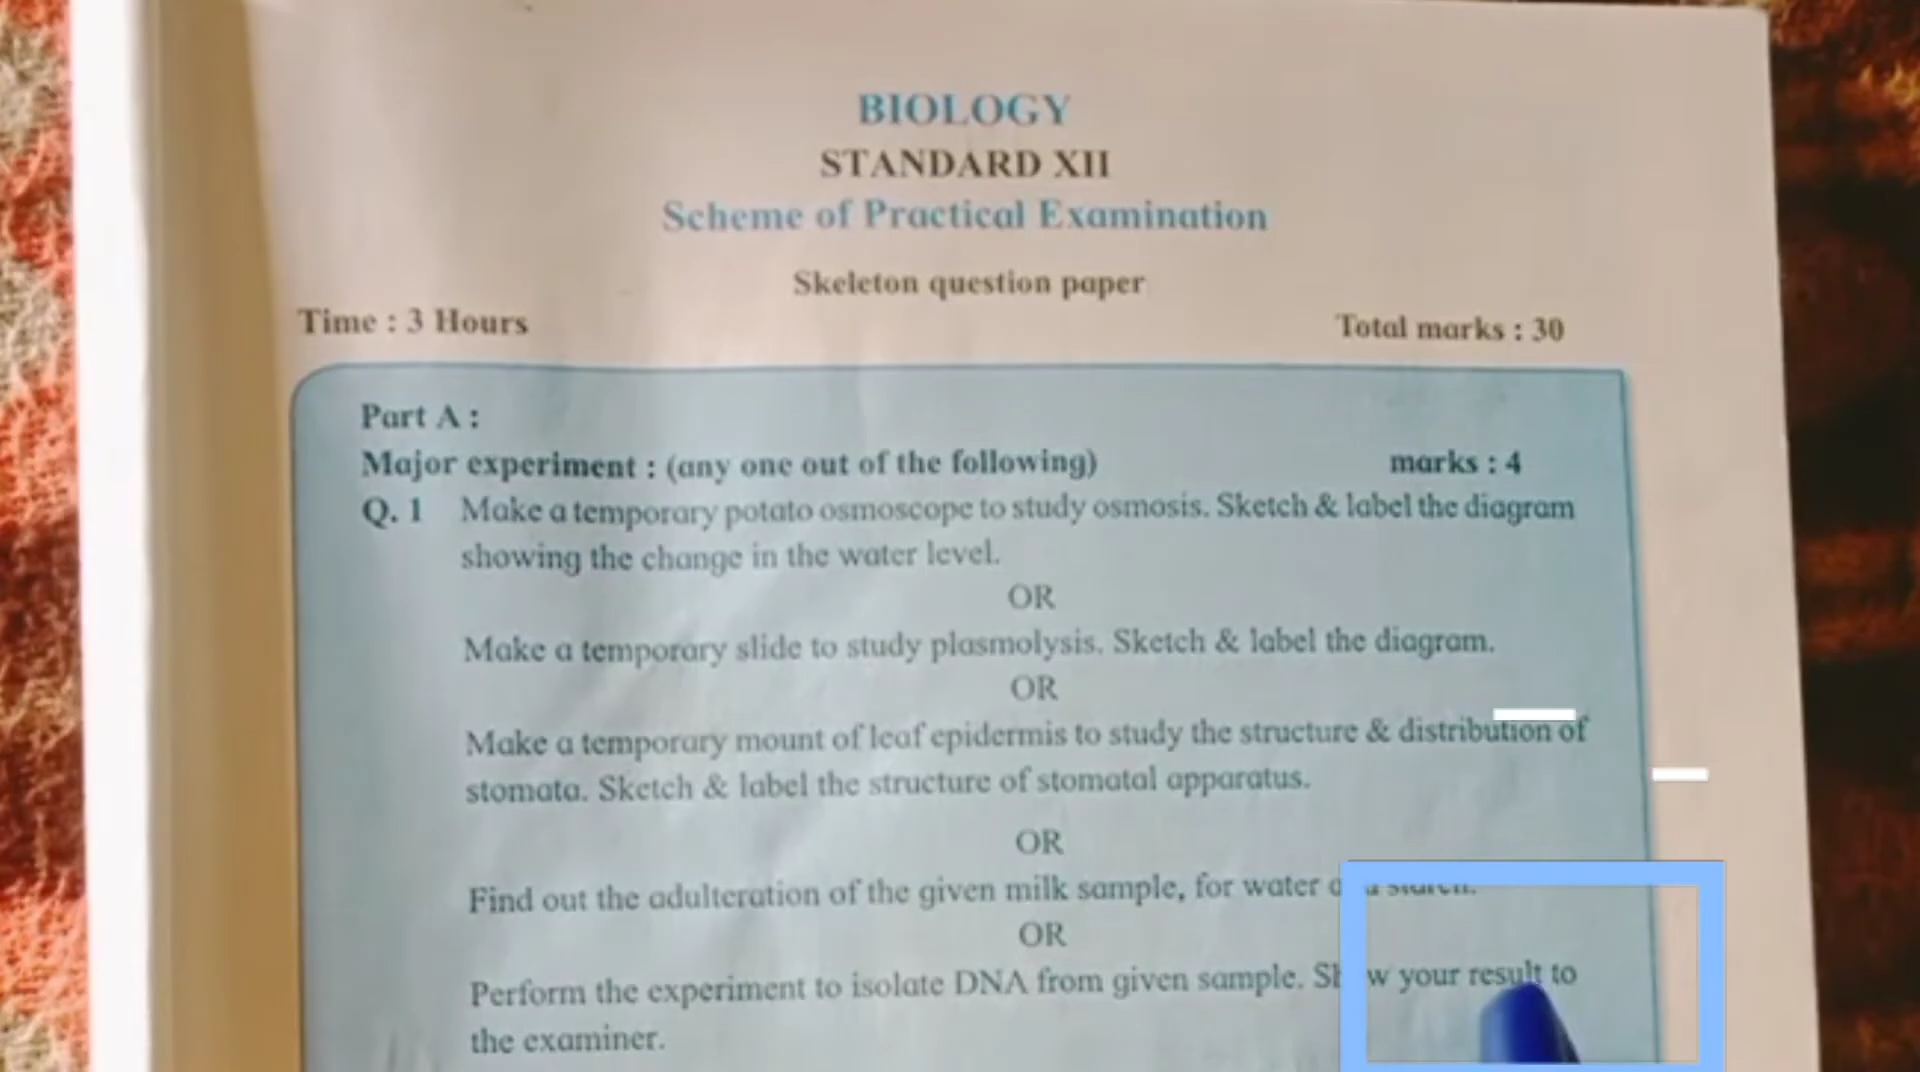 BIOLOGY
STANDARD XII
Scheme of Practical Examination
Skeleton question paper
Time : 3 Hours
Total marks : 30
Part A :
Major experiment : (any one out of the following) marks : 4
Q. 1 Make a temporary potato osmoscope to study osmosis. Sketch & label the diagram
showing the change in the water level.
OR
Make a temporary slide to study plasmolysis. Sketch & label the diagram.
OR
Make a temporary mount of leaf epidermis to study the structure & distribution of
stomata. Sketch & label the structure of stomatal apparatus.
OR
Find out the adulteration of the given milk sample, for water
OR
Perform the experiment to isolate DNA from given sample. your result to
the examiner.